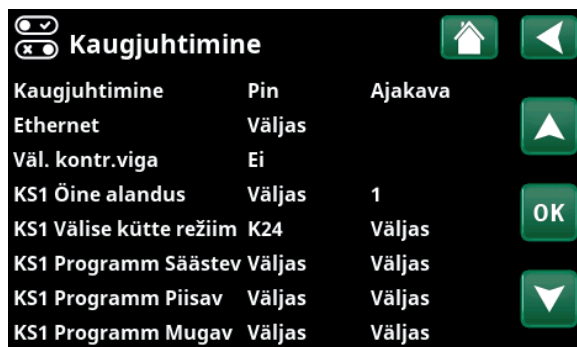 Kaugjuhtimine
Kaugjuhtimine Pin Ajakava
Ethernet Väljas
Väl. kontr.viga Ei
KS1 Öine alandus Väljas 1
KS1 Välise kütte režiim K24 Väljas
KS1 Programm Säästev Väljas Väljas
KS1 Programm Piisav Väljas Väljas
KS1 Programm Mugav Väljas Väljas
OK